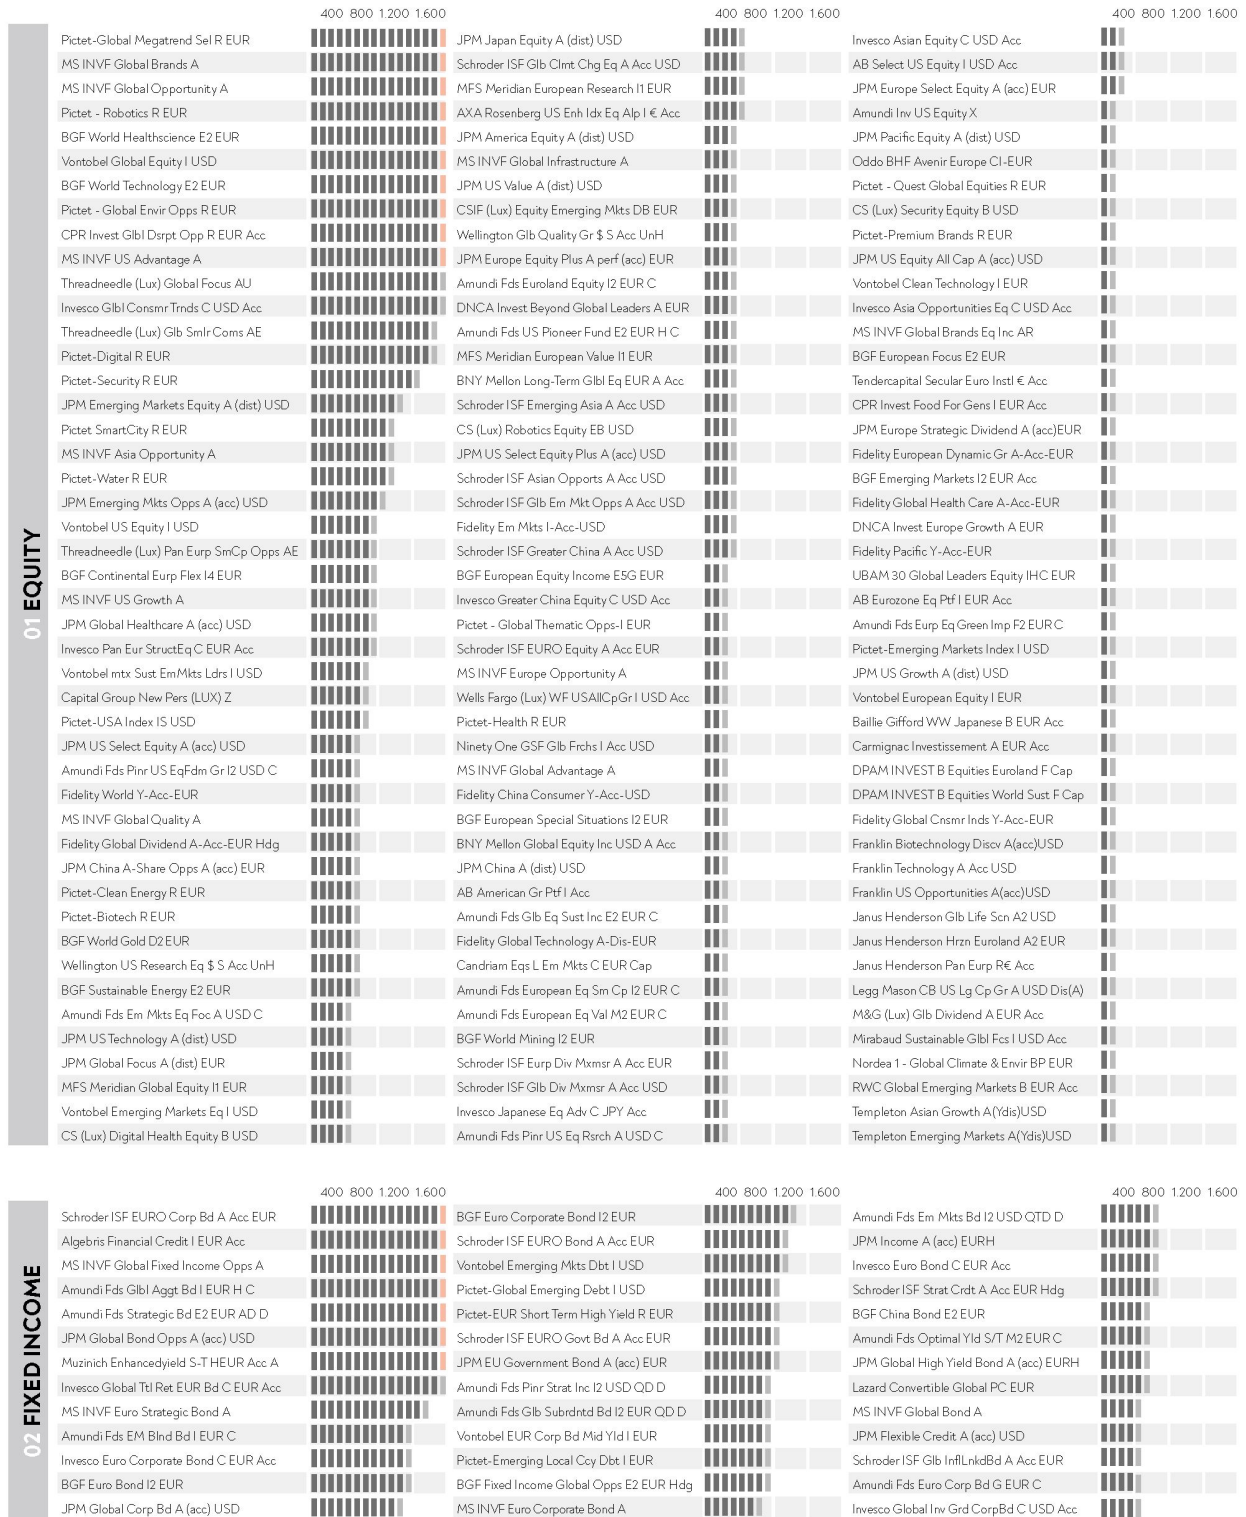 400 800 1.200 1.600
Pictet-Global Megatrend Sel R EUR
MS INVF Global Brands A
MS INVF Global Opportunity A
Pictet - Robotics R EUR
BGF World Healthscience E2 EUR
Vontobel Global Equity I USD
BGF World Technology E2 EUR
Pictet - Global Envir Opps R EUR
CPR Invest Glbl Dsrpt Opp R EUR Acc
MS INVF US Advantage A
Threadneedle (Lux) Global Focus AU
Invesco Glbl Consmr Trnds C USD Acc
Threadneedle (Lux) Glb Smlr Coms AE
Pictet-Digital R EUR
Pictet-Security R EUR
JPM Emerging Markets Equity A (dist) USD
Pictet SmartCity R EUR
MS INVF Asia Opportunity A
Pictet-Water R EUR
JPM Emerging Mkts Opps A (acc) USD
Vontobel US Equity I USD
Threadneedle (Lux) Pan Eurp SmCp Opps AE
BGF Continental Eurp Flex I4 EUR
MS INVF US Growth A
JPM Global Healthcare A (acc) USD
Invesco Pan Eur StructEq C EUR Acc
Vontobel mtx Sust EmMkts Ldrs I USD
Capital Group New Pers (LUX) Z
Pictet-USA Index IS USD
JPM US Select Equity A (acc) USD
Amundi Fds Pinr US EqFdm Gr I2 USD C
Fidelity World Y-Acc-EUR
MS INVF Global Quality A
Fidelity Global Dividend A-Acc-EUR Hdg
JPM China A-Share Opps A (acc) EUR
Pictet-Clean Energy R EUR
Pictet-Biotech R EUR
BGF World Gold D2 EUR
Wellington US Research Eq $ S Acc UnH
BGF Sustainable Energy E2 EUR
Amundi Fds Em Mkts Eq Foc A USD C
JPM US Technology A (dist) USD
JPM Global Focus A (dist) EUR
MFS Meridian Global Equity I1 EUR
Vontobel Emerging Markets Eq I USD
CS (Lux) Digital Health Equity B USD
400 800 1.200 1.600
JPM Japan Equity A (dist) USD
Schroder ISF Glb Clmt Chg Eq A Acc USD
MFS Meridian European Research I1 EUR
AXA Rosenberg US Enh Idx Eq Alp I € Acc
JPM America Equity A (dist) USD
MS INVF Global Infrastructure A
JPM US Value A (dist) USD
CSIF (Lux) Equity Emerging Mkts DB EUR
Wellington Glb Quality Gr $ S Acc UnH
JPM Europe Equity Plus A perf (acc) EUR
Amundi Fds Euroland Equity I2 EUR C
DNCA Invest Beyond Global Leaders A EUR
Amundi Fds US Pioneer Fund E2 EUR H C
MFS Meridian European Value I1 EUR
BNY Mellon Long-Term Glbl Eq EUR A Acc
Schroder ISF Emerging Asia A Acc USD
CS (Lux) Robotics Equity EB USD
JPM US Select Equity Plus A (acc) USD
Schroder ISF Asian Opports A Acc USD
Schroder ISF Glb Em Mkt Opps A Acc USD
Fidelity Em Mkts I-Acc-USD
Schroder ISF Greater China A Acc USD
BGF European Equity Income E5G EUR
Invesco Greater China Equity C USD Acc
Pictet - Global Thematic Opps-I EUR
Schroder ISF EURO Equity A Acc EUR
MS INVF Europe Opportunity A
Wells Fargo (Lux) WF USAllCpGr I USD Acc
Pictet-Health R EUR
Ninety One GSF Glb Frchs I Acc USD
MS INVF Global Advantage A
Fidelity China Consumer Y-Acc-USD
BGF European Special Situations I2 EUR
BNY Mellon Global Equity Inc USD A Acc
JPM China A (dist) USD
AB American Gr Ptf I Acc
Amundi Fds Glb Eq Sust Inc E2 EUR C
Fidelity Global Technology A-Dis-EUR
Candriam Eqs L Em Mkts C EUR Cap
Amundi Fds European Eq Sm Cp I2 EUR C
Amundi Fds European Eq Val M2 EUR C
BGF World Mining I2 EUR
Schroder ISF Eurp Div Mxmsr A Acc EUR
Schroder ISF Glb Div Mxmsr A Acc USD
Invesco Japanese Eq Adv C JPY Acc
Amundi Fds Pinr US Eq Rsrch A USD C
400 800 1.200 1.600
Invesco Asian Equity C USD Acc
AB Select US Equity I USD Acc
JPM Europe Select Equity A (acc) EUR
Amundi Inv US Equity X
JPM Pacific Equity A (dist) USD
Oddo BHF Avenir Europe CI-EUR
Pictet - Quest Global Equities R EUR
CS (Lux) Security Equity B USD
Pictet-Premium Brands R EUR
JPM US Equity All Cap A (acc) USD
Vontobel Clean Technology I EUR
Invesco Asia Opportunities Eq C USD Acc
MS INVF Global Brands Eq Inc AR
BGF European Focus E2 EUR
Tendercapital Secular Euro Instl € Acc
CPR Invest Food For Gens I EUR Acc
JPM Europe Strategic Dividend A (acc)EUR
Fidelity European Dynamic Gr A-Acc-EUR
BGF Emerging Markets I2 EUR Acc
Fidelity Global Health Care A-Acc-EUR
DNCA Invest Europe Growth A EUR
Fidelity Pacific Y-Acc-EUR
UBAM 30 Global Leaders Equity IHC EUR
AB Eurozone Eq Ptf I EUR Acc
Amundi Fds Eurp Eq Green Imp F2 EUR C
Pictet-Emerging Markets Index I USD
JPM US Growth A (dist) USD
Vontobel European Equity I EUR
Baillie Gifford WW Japanese B EUR Acc
Carmignac Investissement A EUR Acc
DPAM INVEST B Equities Euroland F Cap
DPAM INVEST B Equities World Sust F Cap
Fidelity Global Cnsmr Inds Y-Acc-EUR
Franklin Biotechnology Discv A(acc)USD
Franklin Technology A Acc USD
Franklin US Opportunities A(acc)USD
Janus Henderson Glb Life Scn A2 USD
Janus Henderson Hrzn Euroland A2 EUR
Janus Henderson Pan Eurp R€ Acc
Legg Mason CB US Lg Cp Gr A USD Dis(A)
M&G (Lux) Glb Dividend A EUR Acc
Mirabaud Sustainable Glbl Fcs I USD Acc
Nordea 1 - Global Climate & Envir BP EUR
RWC Global Emerging Markets B EUR Acc
Templeton Asian Growth A(Ydis)USD
Templeton Emerging Markets A(Ydis)USD
01 EQUITY
400 800 1.200 1.600
Schroder ISF EURO Corp Bd A Acc EUR
Algebris Financial Credit I EUR Acc
MS INVF Global Fixed Income Opps A
Amundi Fds Glbl Aggt Bd I EUR H C
Amundi Fds Strategic Bd E2 EUR AD D
JPM Global Bond Opps A (acc) USD
Muzinich Enhancedyield S-T HEUR Acc A
Invesco Global Ttl Ret EUR Bd C EUR Acc
MS INVF Euro Strategic Bond A
Amundi Fds EM Blnd Bd I EUR C
Invesco Euro Corporate Bond C EUR Acc
BGF Euro Bond I2 EUR
JPM Global Corp Bd A (acc) USD
400 800 1.200 1.600
BGF Euro Corporate Bond I2 EUR
Schroder ISF EURO Bond A Acc EUR
Vontobel Emerging Mkts Dbt I USD
Pictet-Global Emerging Debt I USD
Pictet-EUR Short Term High Yield R EUR
Schroder ISF EURO Govt Bd A Acc EUR
JPM EU Government Bond A (acc) EUR
Amundi Fds Pinr Strat Inc I2 USD QD D
Amundi Fds Glb Subrdntd Bd I2 EUR QD D
Vontobel EUR Corp Bd Mid Yld I EUR
Pictet-Emerging Local Ccy Dbt I EUR
BGF Fixed Income Global Opps E2 EUR Hdg
MS INVF Euro Corporate Bond A
400 800 1.200 1.600
Amundi Fds Em Mkts Bd I2 USD QTD D
JPM Income A (acc) EURH
Invesco Euro Bond C EUR Acc
Schroder ISF Strat Crdt A Acc EUR Hdg
BGF China Bond E2 EUR
Amundi Fds Optimal Yld S/T M2 EUR C
JPM Global High Yield Bond A (acc) EURH
Lazard Convertible Global PC EUR
MS INVF Global Bond A
JPM Flexible Credit A (acc) USD
Schroder ISF Glb InflLnkdBd A Acc EUR
Amundi Fds Euro Corp Bd G EUR C
Invesco Global Inv Grd CorpBd C USD Acc
02 FIXED INCOME